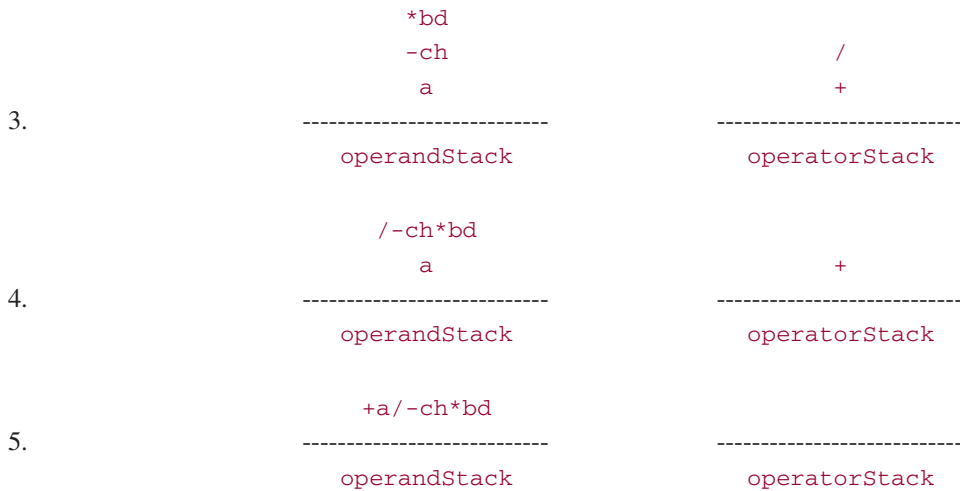 *bd
-ch /
a +
3. ---------------------------- ----------------------------
operandStack operatorStack
/-ch*bd
a +
4. ---------------------------- ----------------------------
operandStack operatorStack
+a/-ch*bd
5. ---------------------------- ----------------------------
operandStack operatorStack